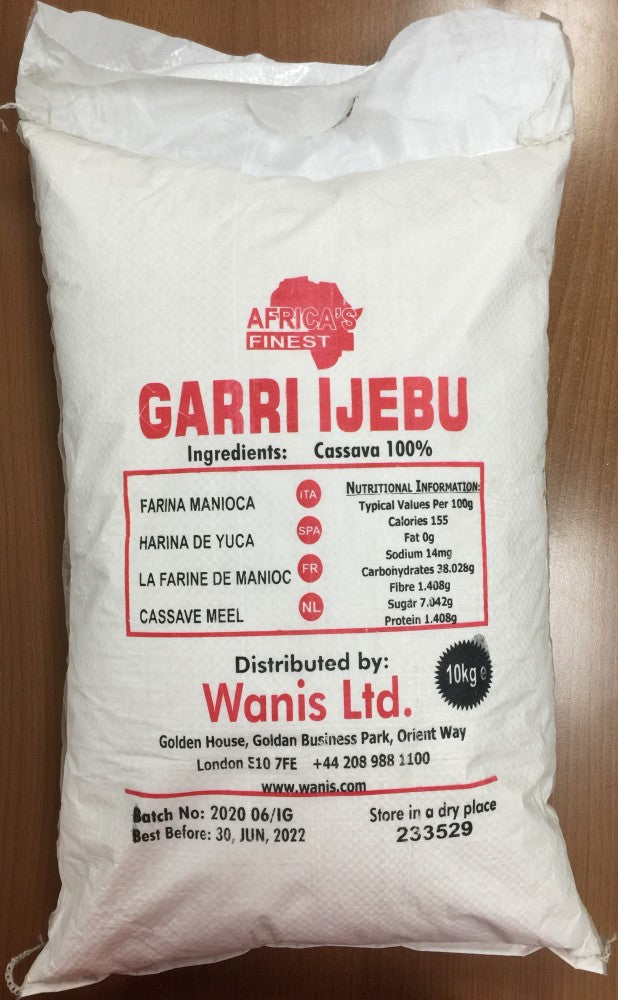 AFRICA'S
FINEST
GARRI IJEBU
Ingredients: Cassava 100%
FARINA MANIOCA ITA
HARINA DE YUCA SPA
LA FARINE DE MANIOC FR
CASSAVE MEEL NL
NUTRITIONAL INFORMATION:
Typical Values Per 100g
Calories 155
Fat 0g
Sodium 14mg
Carbohydrates 38.028g
Fibre 1.408g
Sugar 7.042g
Protein 1.408g
Distributed by:
Wanis Ltd.
10kg e
Golden House, Goldan Business Park, Orient Way
London E10 7FE +44 208 988 1100
www.wanis.com
Batch No: 2020 06/IG
Best Before: 30, JUN, 2022
Store in a dry place
233529